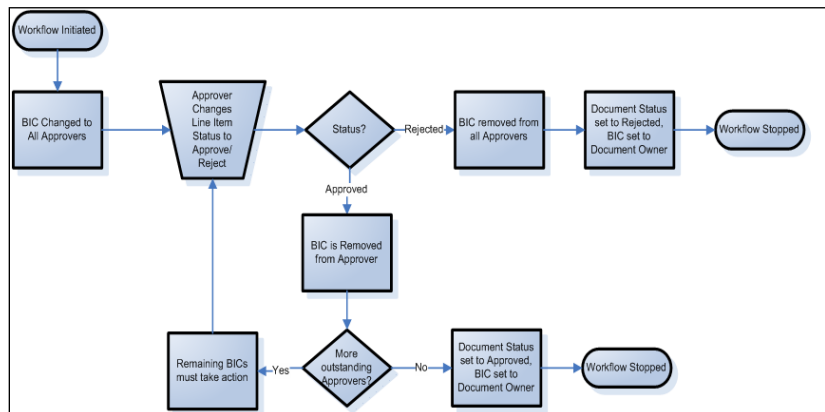 Workflow Initiated
BIC Changed to
All Approvers
Approver
Changes
Line Item
Status to
Approve/
Reject
Status?
Rejected
BIC removed from
all Approvers
Document Status
set to Rejected,
BIC set to
Document Owner
Workflow Stopped
Approved
BIC is Removed
from Approver
More
outstanding
Approvers?
Yes
Remaining BICs
must take action
No
Document Status
set to Approved,
BIC set to
Document Owner
Workflow Stopped